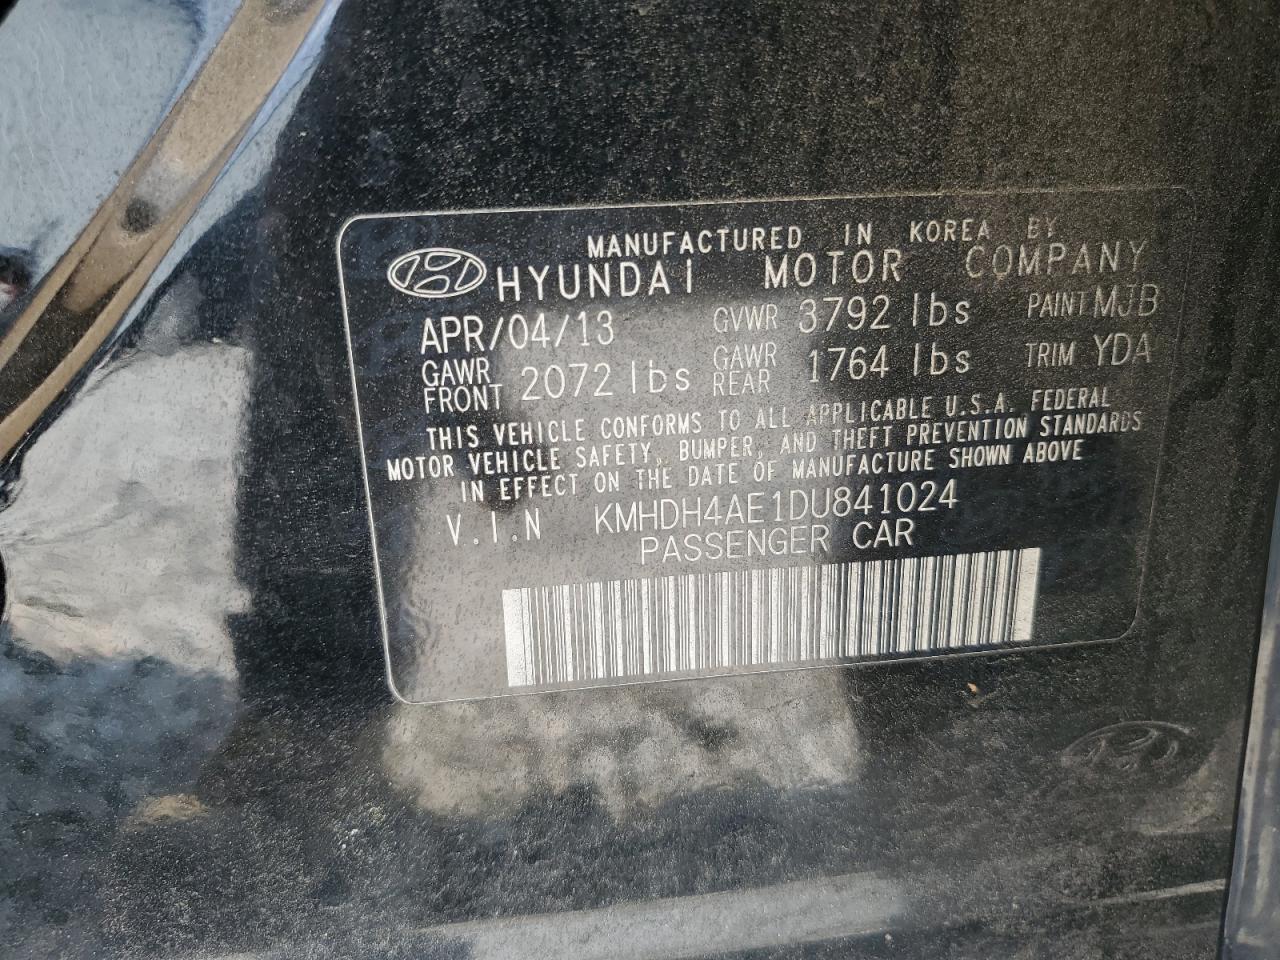 MANUFACTURED IN KOREA BY
HYUNDAI MOTOR COMPANY
APR/04/13 GVWR 3792 lbs PAINT MJB
GAWR FRONT 2072 lbs GAWR REAR 1764 lbs TRIM YDA
THIS VEHICLE CONFORMS TO ALL APPLICABLE U.S.A. FEDERAL
MOTOR VEHICLE SAFETY, BUMPER, AND THEFT PREVENTION STANDARDS
IN EFFECT ON THE DATE OF MANUFACTURE SHOWN ABOVE
V.I.N KMHDH4AE1DU841024
PASSENGER CAR